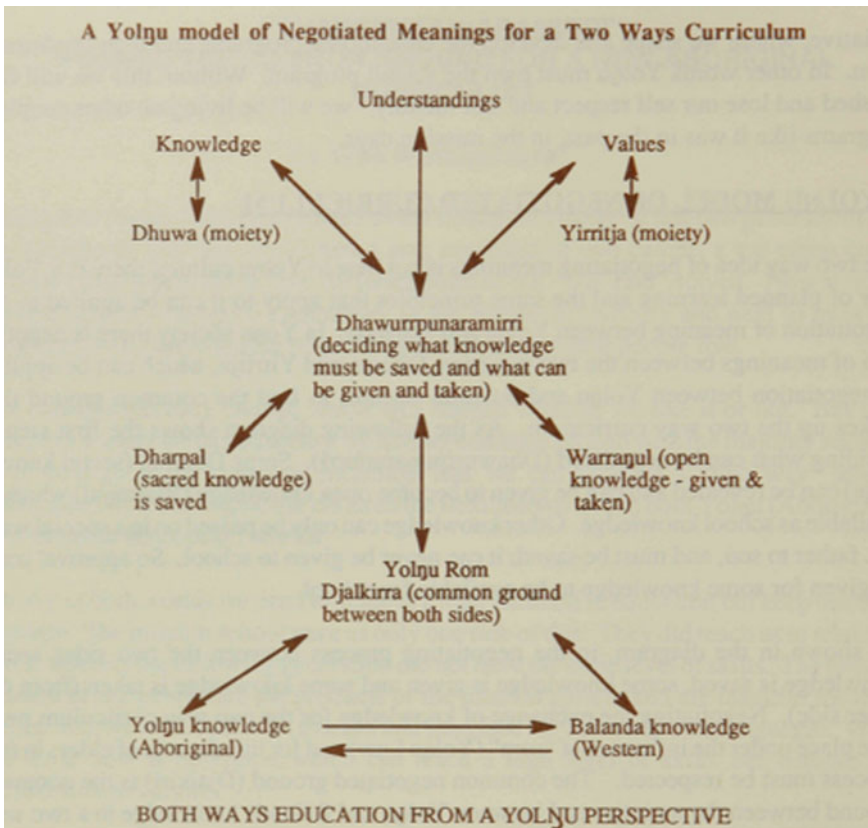 A Yolŋu model of Negotiated Meanings for a Two Ways Curriculum
Understandings
Knowledge
Values
Dhuwa (moiety)
Yirritja (moiety)
Dhawurrpunaramirri
(deciding what knowledge
must be saved and what can
be given and taken)
Dharpal
(sacred knowledge)
is saved
Warraŋul (open
knowledge - given &
taken)
Yolŋu Rom
Djalkirra (common ground
between both sides)
Yolŋu knowledge
(Aboriginal)
Balanda knowledge
(Western)
BOTH WAYS EDUCATION FROM A YOLŊU PERSPECTIVE